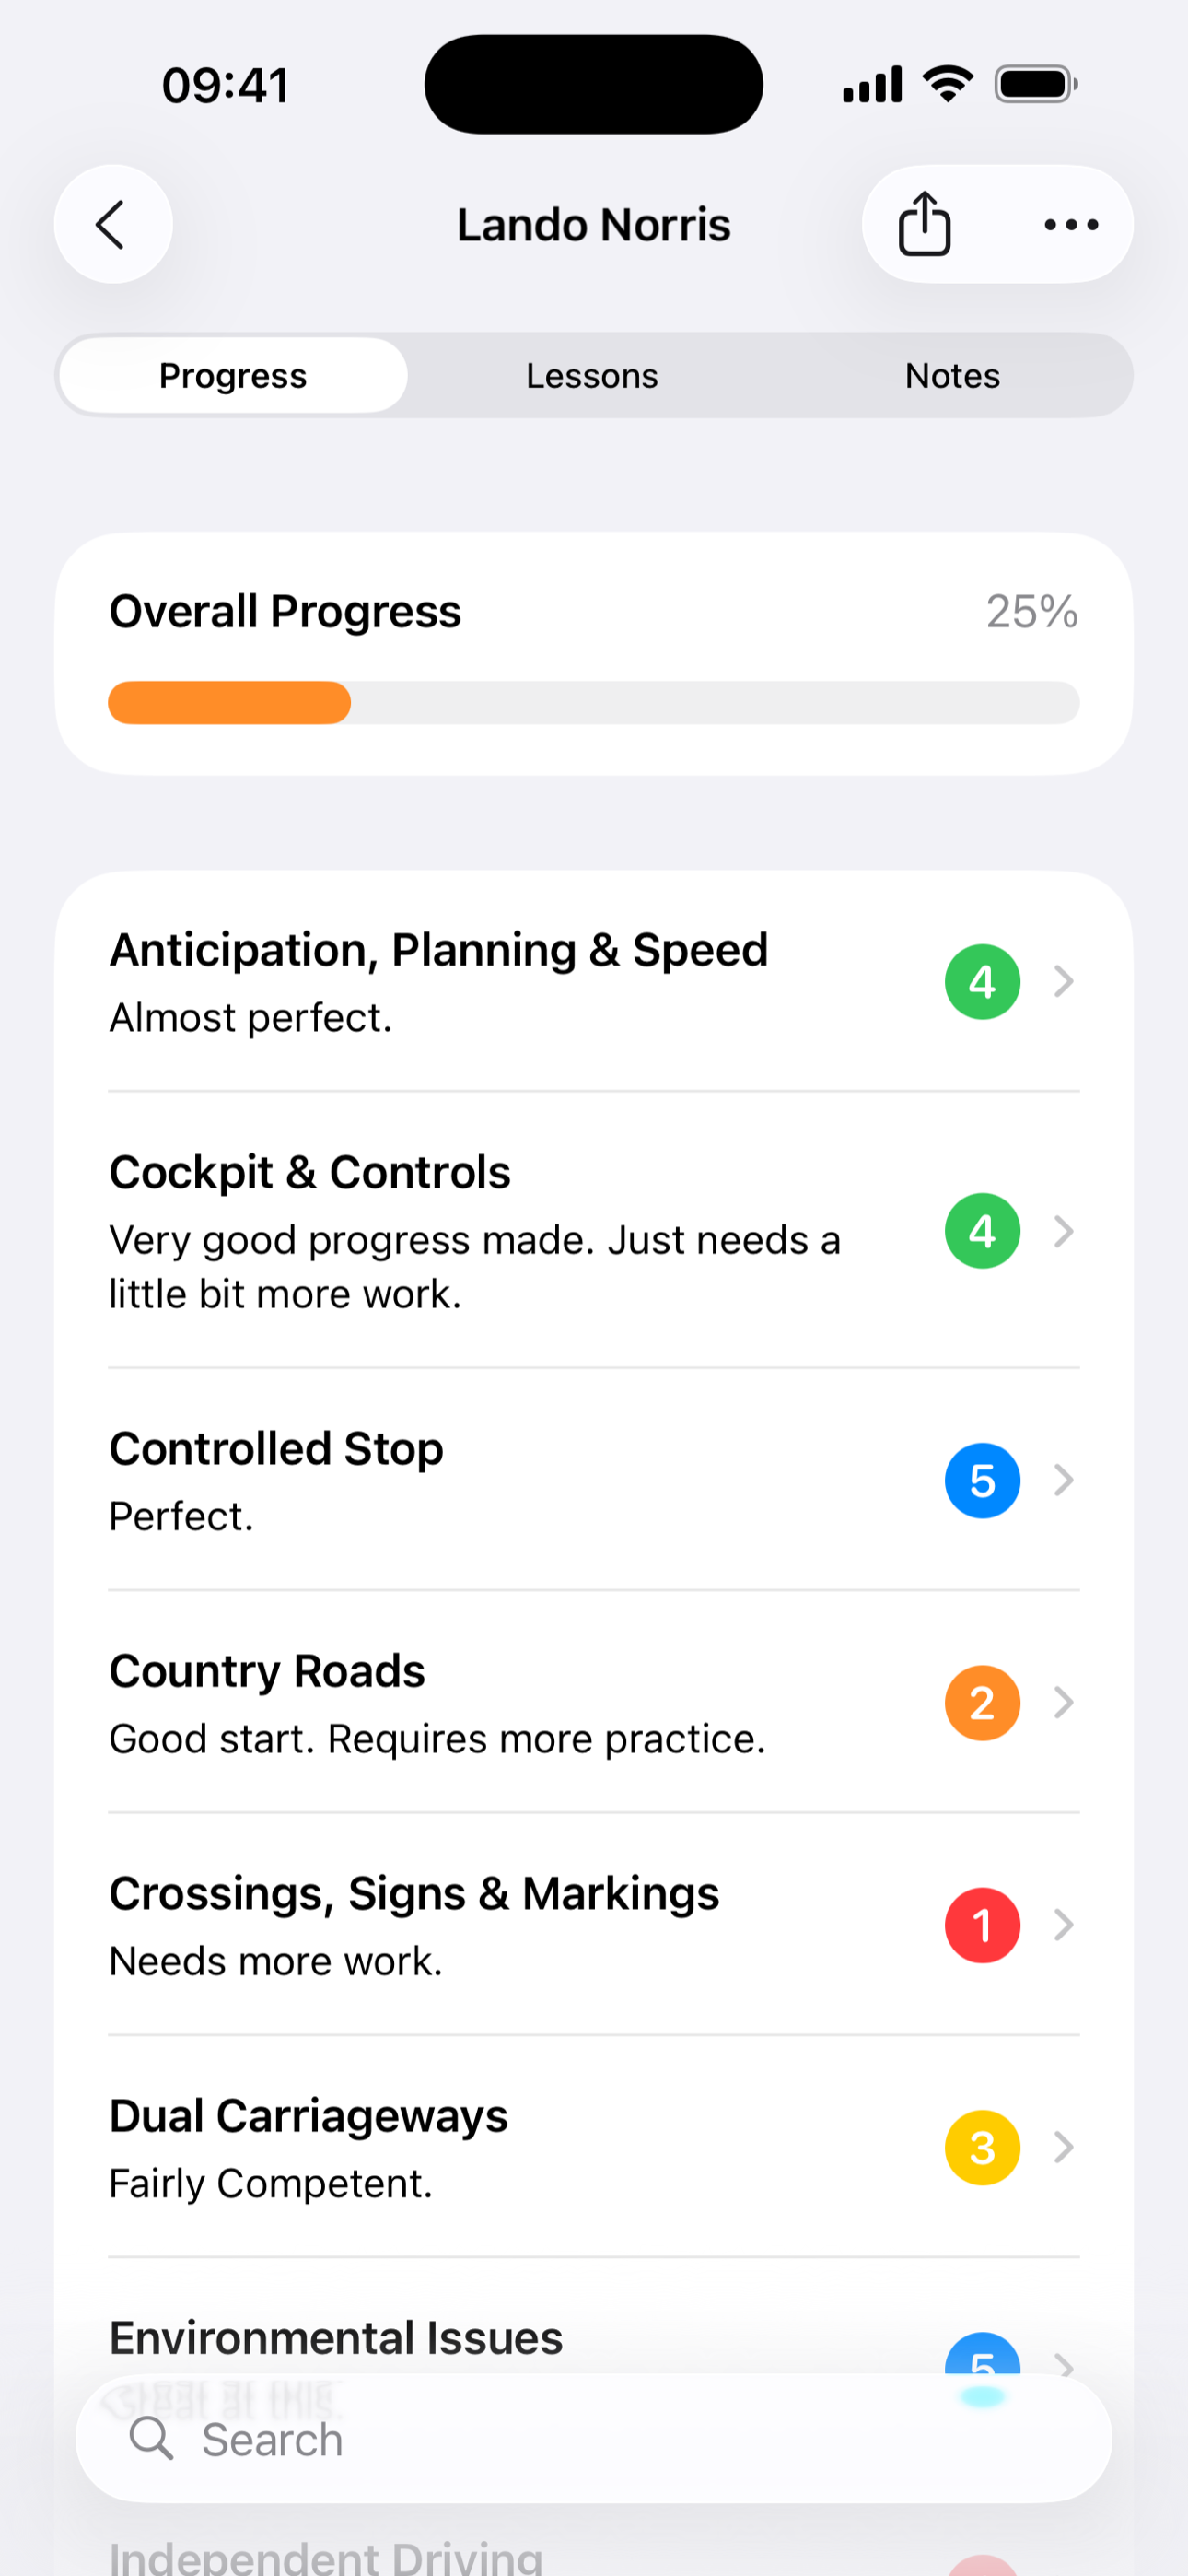 09:41
Lando Norris
Progress
Lessons
Notes
Overall Progress
25%
Anticipation, Planning & Speed
4
Almost perfect.
Cockpit & Controls
4
Very good progress made. Just needs a
little bit more work.
Controlled Stop
5
Perfect.
Country Roads
2
Good start. Requires more practice.
Crossings, Signs & Markings
1
Needs more work.
Dual Carriageways
3
Fairly Competent.
Environmental Issues
5
Great at this.
Search
Independent Driving